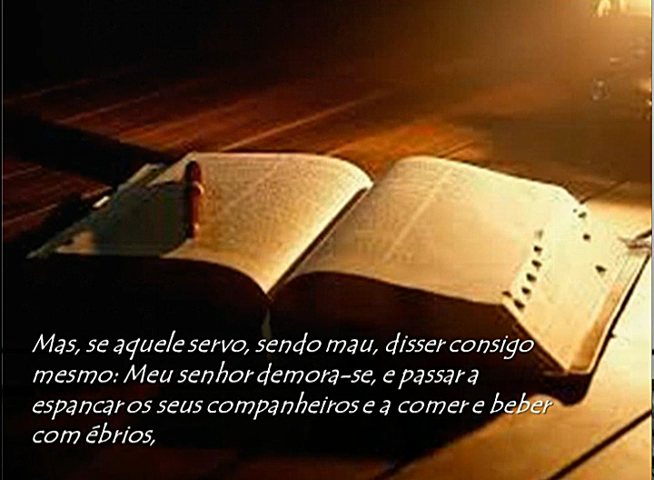 Mas, se aquele servo, sendo mau, disser consigo
mesmo: Meu senhor demora-se, e passar a
espancar os seus companheiros e a comer e beber
com ébrios,